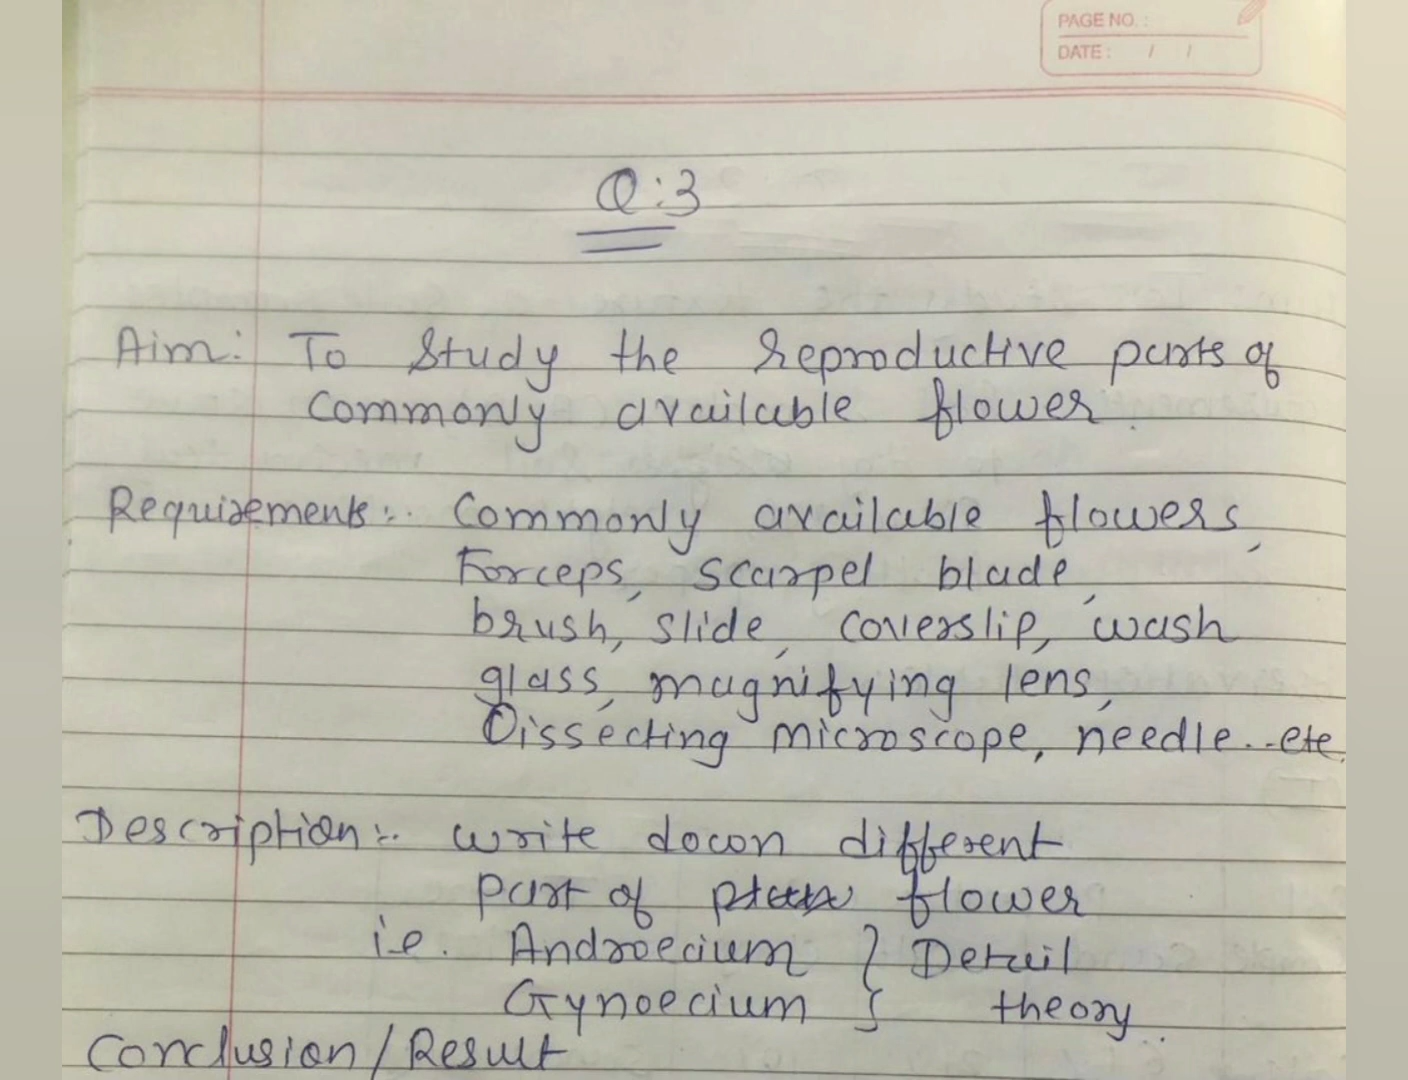 PAGE NO. :
DATE : / /
Q:3
Aim: To Study the reproductive parts of
commonly available flower.
Requirements:- Commonly available flowers,
Forceps, scarpel blade,
brush, slide, coverslip, wash
glass, magnifying lens,
Dissecting microscope, needle...etc.
Description:- write down different
part of flower
i.e. Androecium } Detail
Gynoecium } theory.
Conclusion/Result